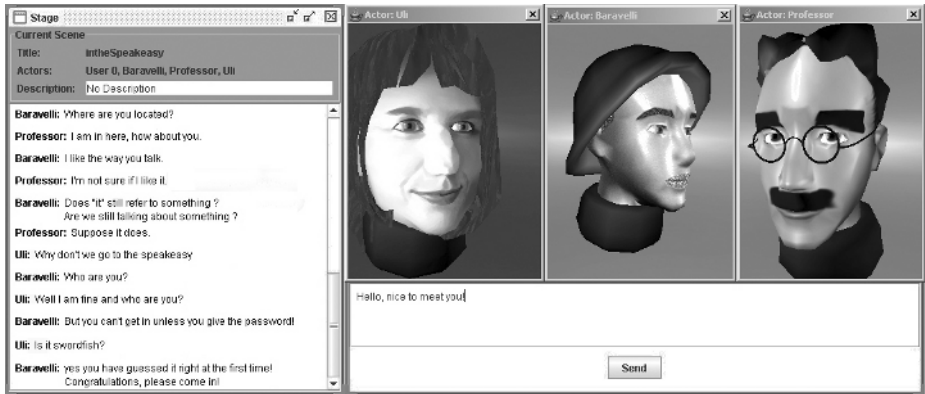 Stage
Current Scene
Title: intheSpeakeasy
Actors: User 0, Baravelli, Professor, Uli
Description: No Description
Baravelli: Where are you located?
Professor: I am in here, how about you.
Baravelli: I like the way you talk.
Professor: I'm not sure if I like it.
Baravelli: Does "it" still refer to something ?
Are we still talking about something ?
Professor: Suppose it does.
Uli: Why don't we go to the speakeasy
Baravelli: Who are you?
Uli: Well I am fine and who are you?
Baravelli: But you can't get in unless you give the password!
Uli: Is it swordfish?
Baravelli: yes you have guessed it right at the first time!
Congratulations, please come in!
Actor: Uli
Actor: Baravelli
Actor: Professor
Hello, nice to meet you!
Send